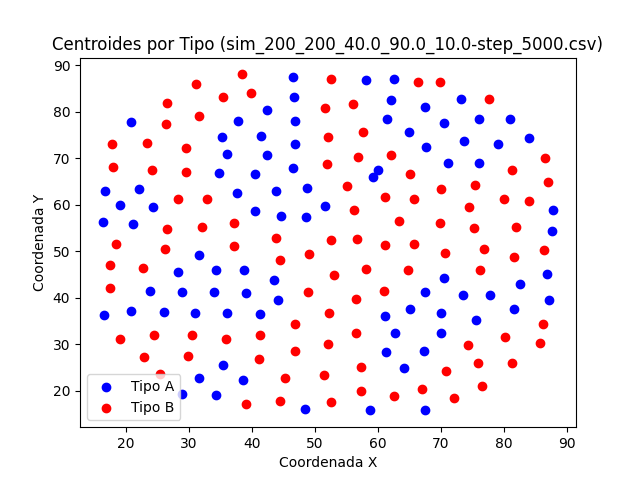 Centroides por Tipo (sim_200_200_40.0_90.0_10.0-step_5000.csv)
90
80
70
60
50
40
30
20
Coordenada Y
Tipo A
Tipo B
20 30 40 50 60 70 80 90
Coordenada X